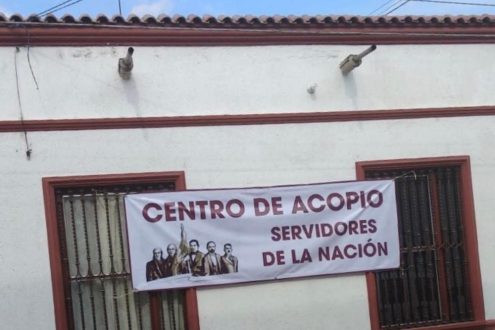 CENTRO DE ACOPIO
SERVIDORES
DE LA NACIÓN